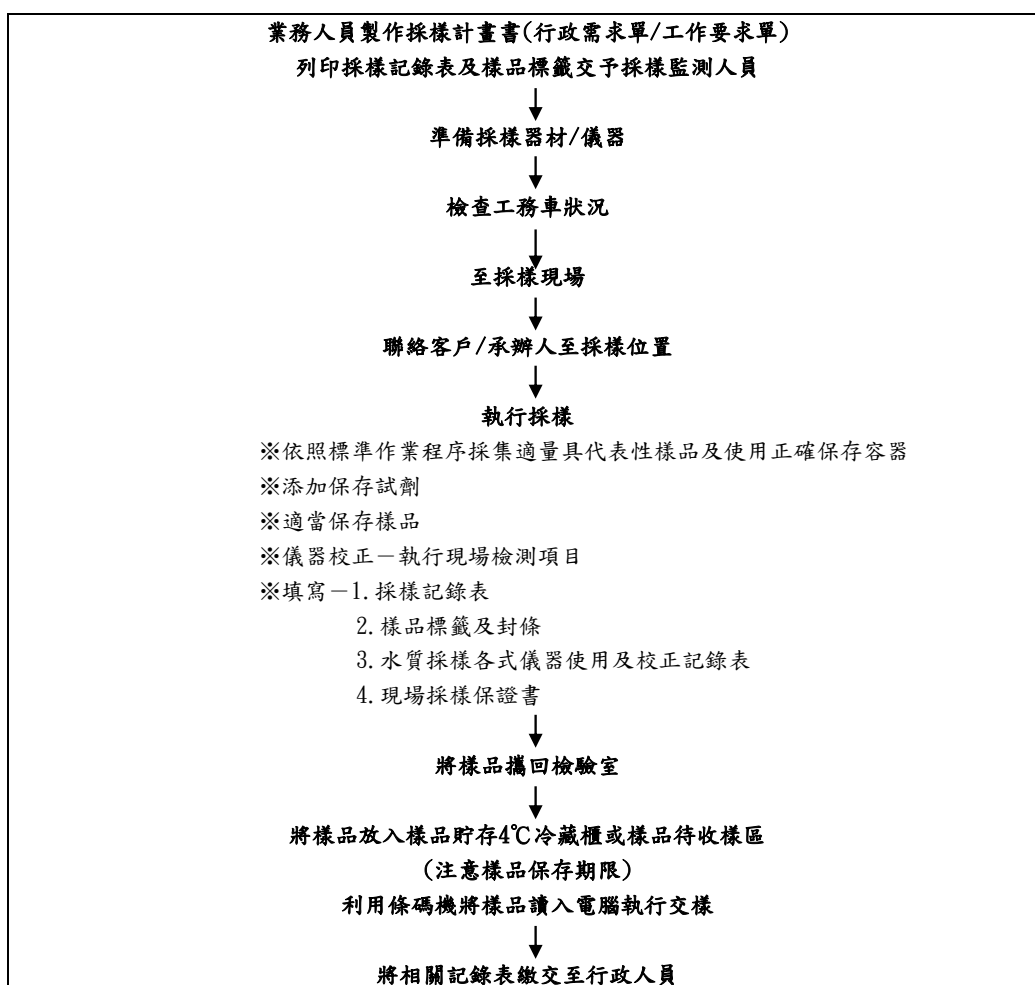 業務人員製作採樣計畫書(行政需求單/工作要求單)
列印採樣記錄表及樣品標籤交予採樣監測人員
準備採樣器材/儀器
檢查工務車狀況
至採樣現場
聯絡客戶/承辦人至採樣位置
執行採樣
※依照標準作業程序採集適量具代表性樣品及使用正確保存容器
※添加保存試劑
※適當保存樣品
※儀器校正－執行現場檢測項目
※填寫－1.採樣記錄表
2.樣品標籤及封條
3.水質採樣各式儀器使用及校正記錄表
4.現場採樣保證書
將樣品攜回檢驗室
將樣品放入樣品貯存4℃冷藏櫃或樣品待收樣區
(注意樣品保存期限)
利用條碼機將樣品讀入電腦執行交樣
將相關記錄表繳交至行政人員